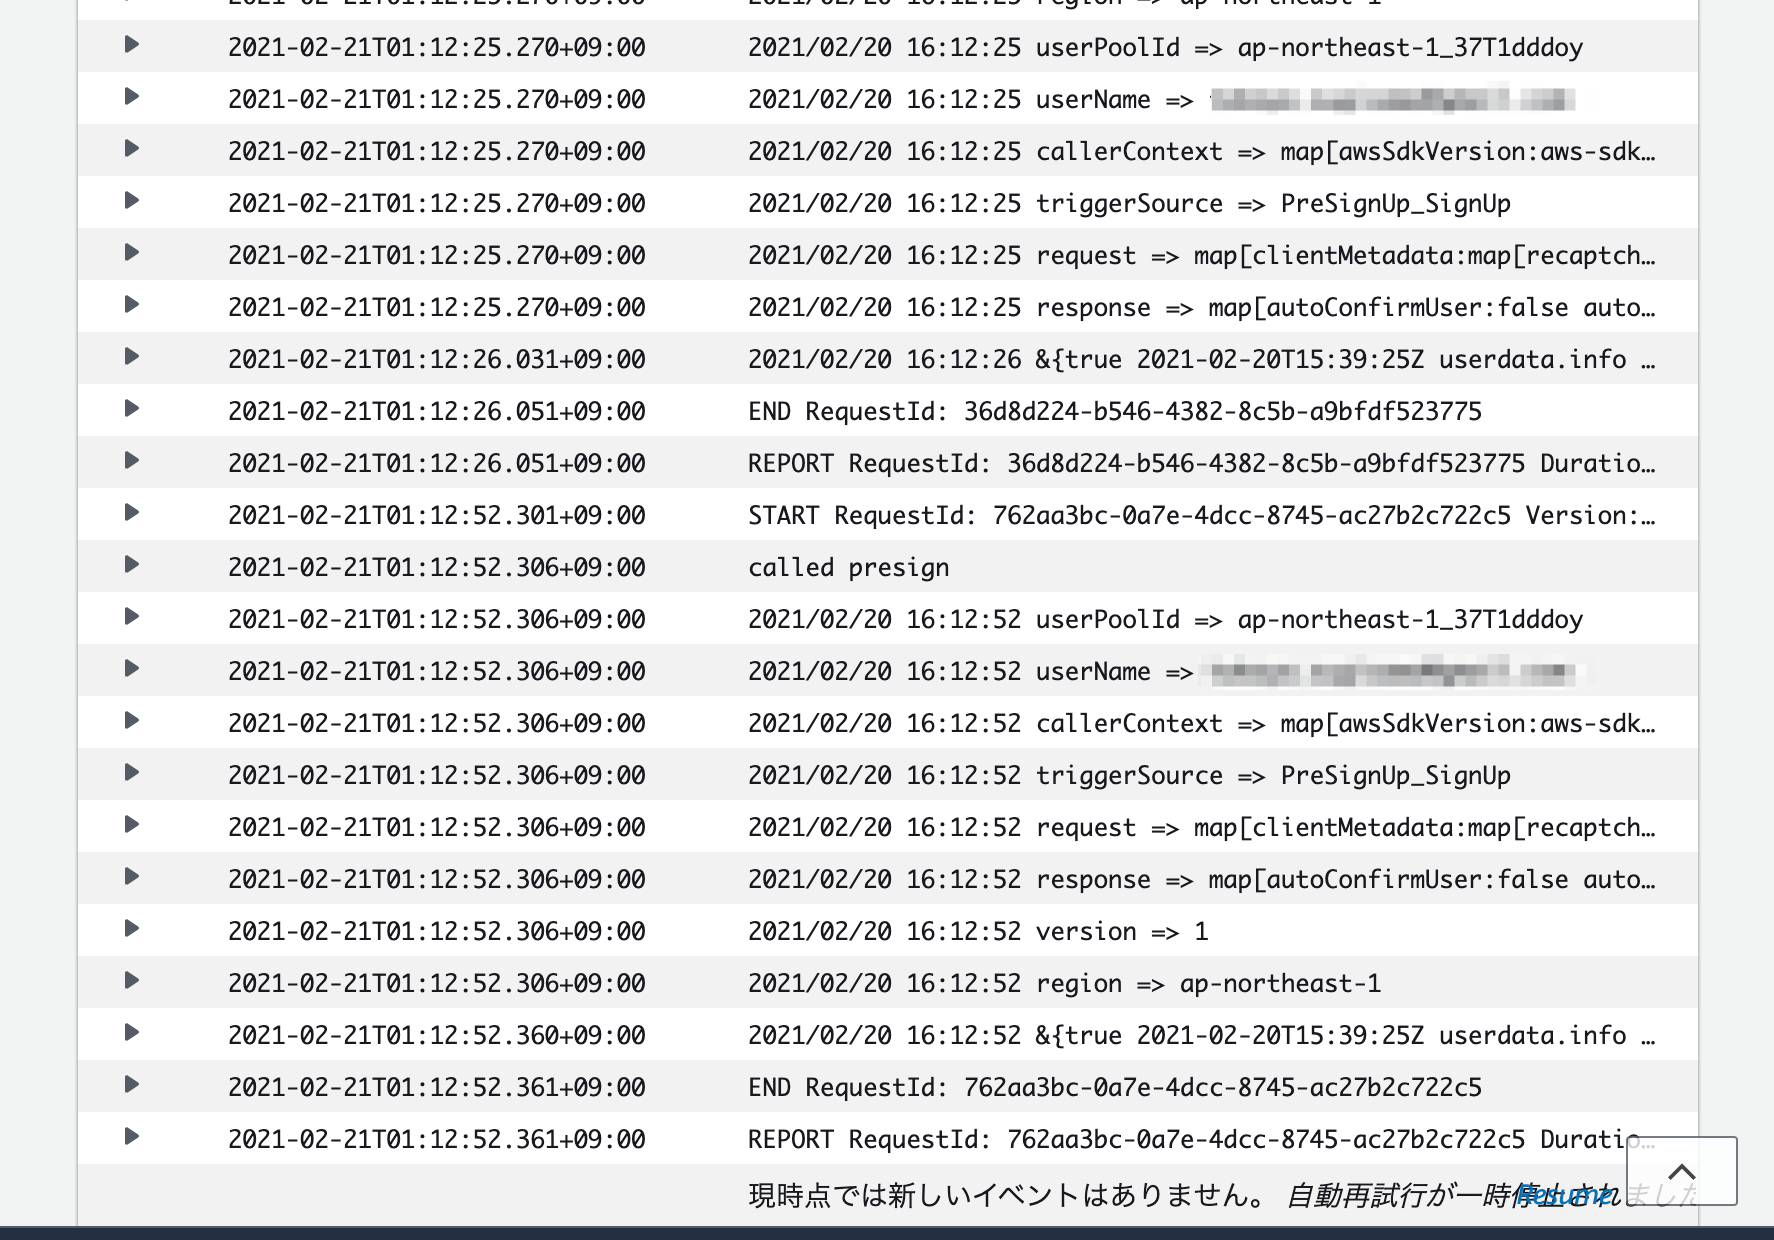 2021-02-21T01:12:25.270+09:00 2021/02/20 16:12:25 region => ap-northeast-1
2021-02-21T01:12:25.270+09:00 2021/02/20 16:12:25 userPoolId => ap-northeast-1_37T1dddoy
2021-02-21T01:12:25.270+09:00 2021/02/20 16:12:25 userName =>
2021-02-21T01:12:25.270+09:00 2021/02/20 16:12:25 callerContext => map[awsSdkVersion:aws-sdk…
2021-02-21T01:12:25.270+09:00 2021/02/20 16:12:25 triggerSource => PreSignUp_SignUp
2021-02-21T01:12:25.270+09:00 2021/02/20 16:12:25 request => map[clientMetadata:map[recaptch…
2021-02-21T01:12:25.270+09:00 2021/02/20 16:12:25 response => map[autoConfirmUser:false auto…
2021-02-21T01:12:26.031+09:00 2021/02/20 16:12:26 &{true 2021-02-20T15:39:25Z userdata.info …
2021-02-21T01:12:26.051+09:00 END RequestId: 36d8d224-b546-4382-8c5b-a9bfdf523775
2021-02-21T01:12:26.051+09:00 REPORT RequestId: 36d8d224-b546-4382-8c5b-a9bfdf523775 Duratio…
2021-02-21T01:12:52.301+09:00 START RequestId: 762aa3bc-0a7e-4dcc-8745-ac27b2c722c5 Version:…
2021-02-21T01:12:52.306+09:00 called presign
2021-02-21T01:12:52.306+09:00 2021/02/20 16:12:52 userPoolId => ap-northeast-1_37T1dddoy
2021-02-21T01:12:52.306+09:00 2021/02/20 16:12:52 userName =>
2021-02-21T01:12:52.306+09:00 2021/02/20 16:12:52 callerContext => map[awsSdkVersion:aws-sdk…
2021-02-21T01:12:52.306+09:00 2021/02/20 16:12:52 triggerSource => PreSignUp_SignUp
2021-02-21T01:12:52.306+09:00 2021/02/20 16:12:52 request => map[clientMetadata:map[recaptch…
2021-02-21T01:12:52.306+09:00 2021/02/20 16:12:52 response => map[autoConfirmUser:false auto…
2021-02-21T01:12:52.306+09:00 2021/02/20 16:12:52 version => 1
2021-02-21T01:12:52.306+09:00 2021/02/20 16:12:52 region => ap-northeast-1
2021-02-21T01:12:52.360+09:00 2021/02/20 16:12:52 &{true 2021-02-20T15:39:25Z userdata.info …
2021-02-21T01:12:52.361+09:00 END RequestId: 762aa3bc-0a7e-4dcc-8745-ac27b2c722c5
2021-02-21T01:12:52.361+09:00 REPORT RequestId: 762aa3bc-0a7e-4dcc-8745-ac27b2c722c5 Duratio…
現時点では新しいイベントはありません。 自動再試行が一時停止されました Resume